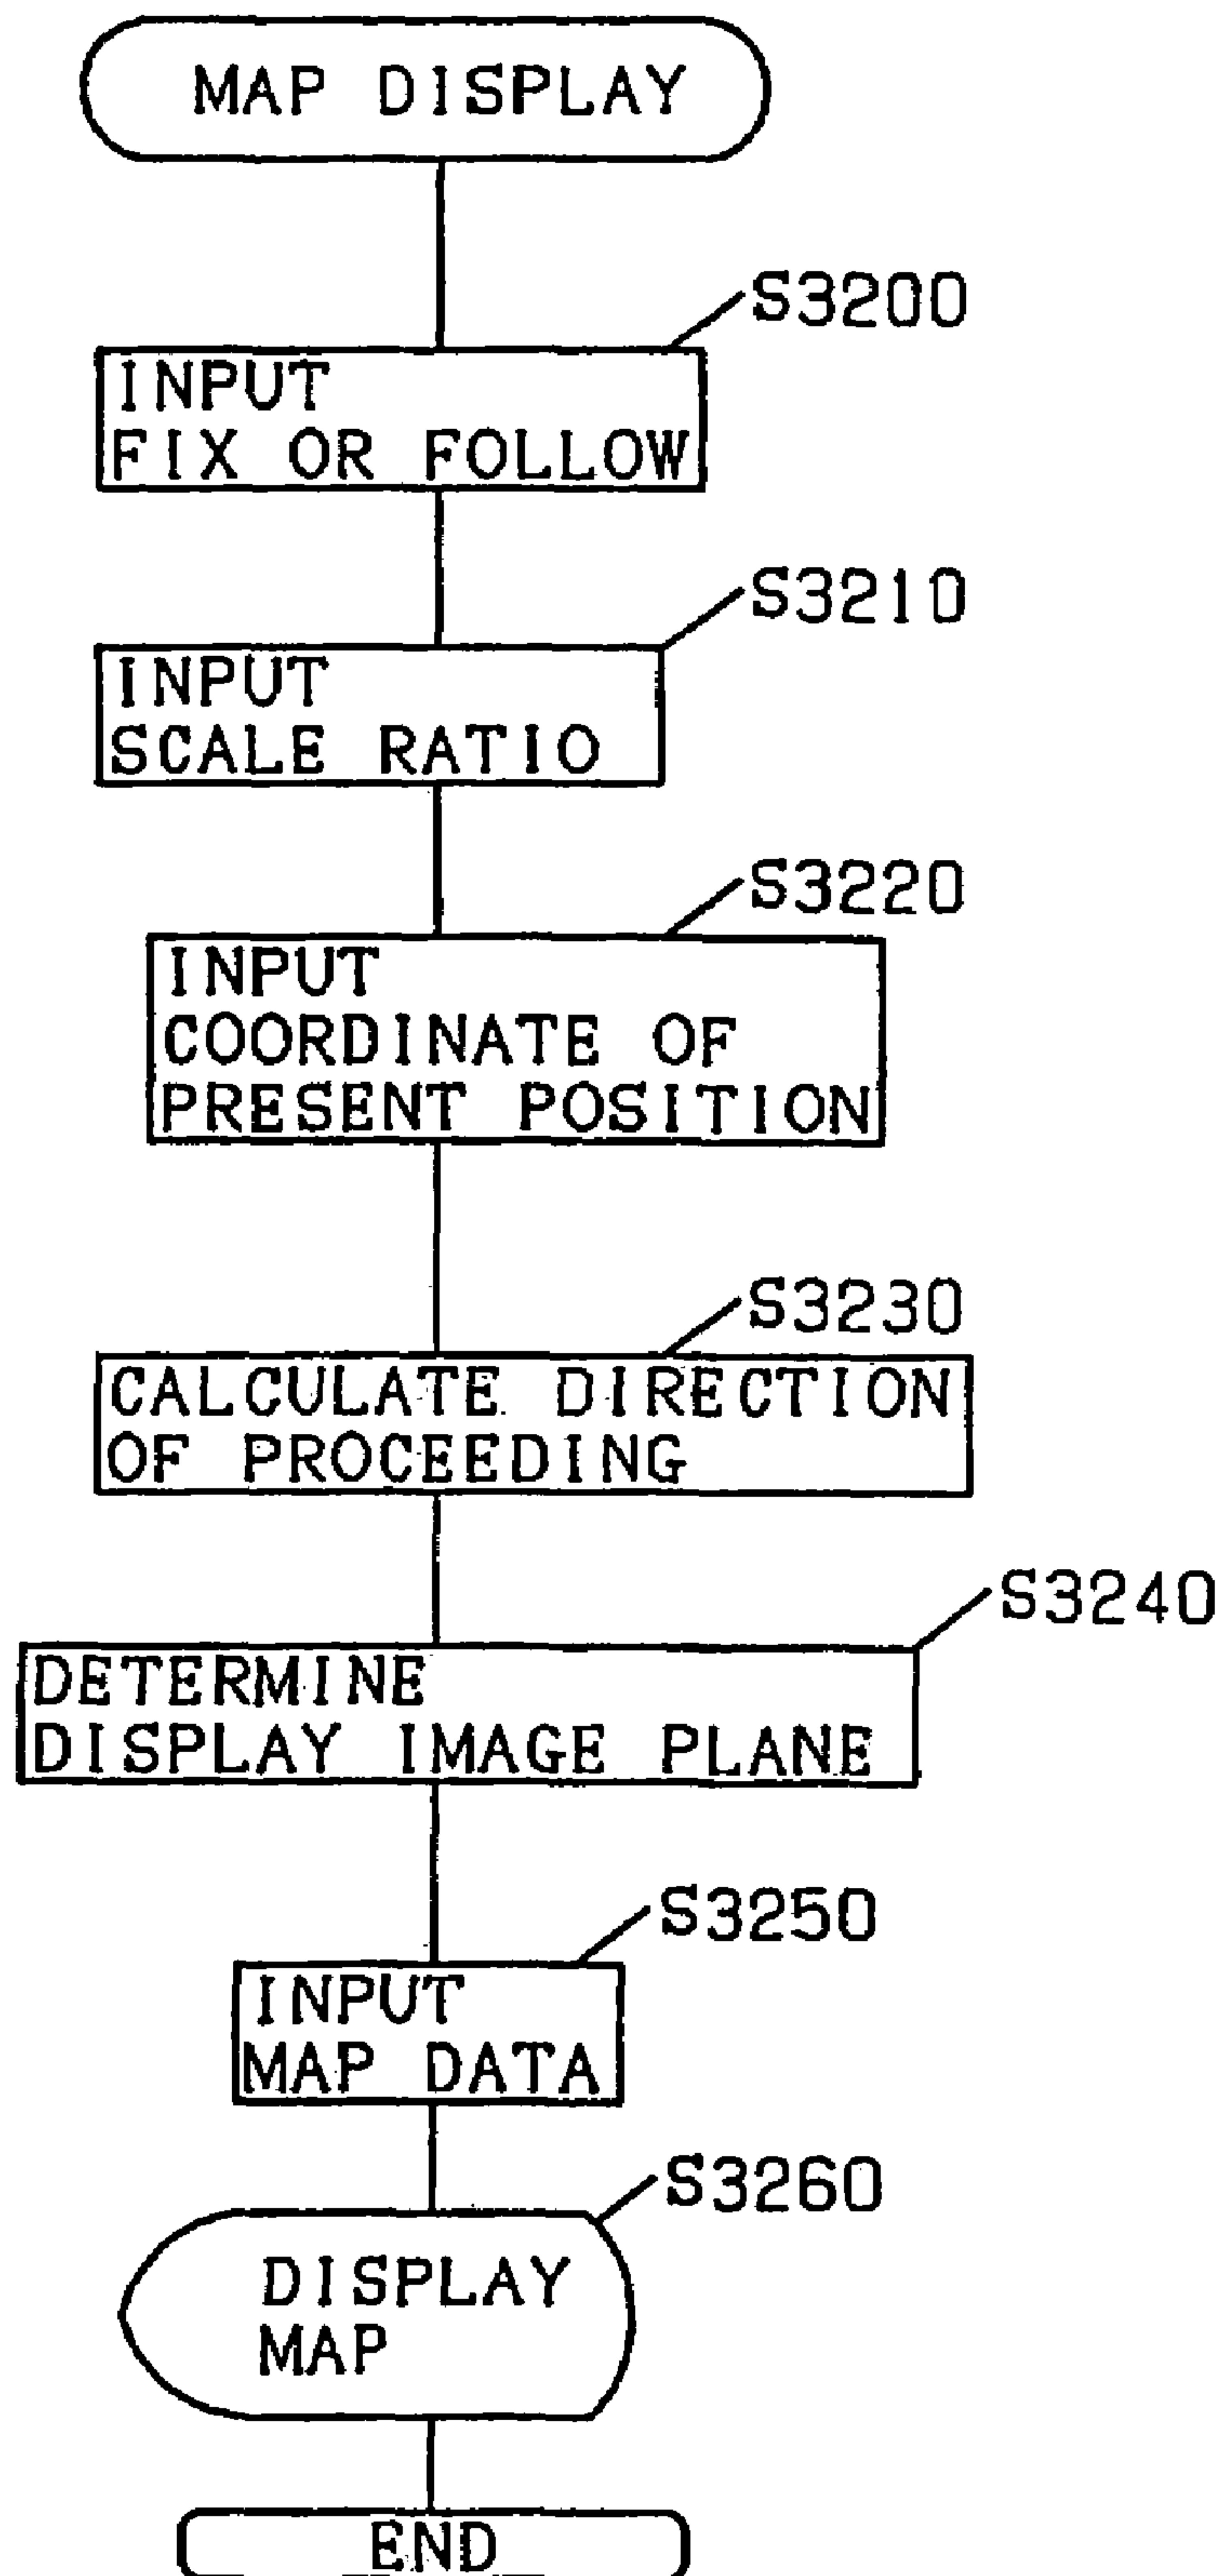 MAP DISPLAY
S3200
INPUT
FIX OR FOLLOW
S3210
INPUT
SCALE RATIO
S3220
INPUT
COORDINATE OF
PRESENT POSITION
S3230
CALCULATE DIRECTION
OF PROCEEDING
S3240
DETERMINE
DISPLAY IMAGE PLANE
S3250
INPUT
MAP DATA
S3260
DISPLAY
MAP
END